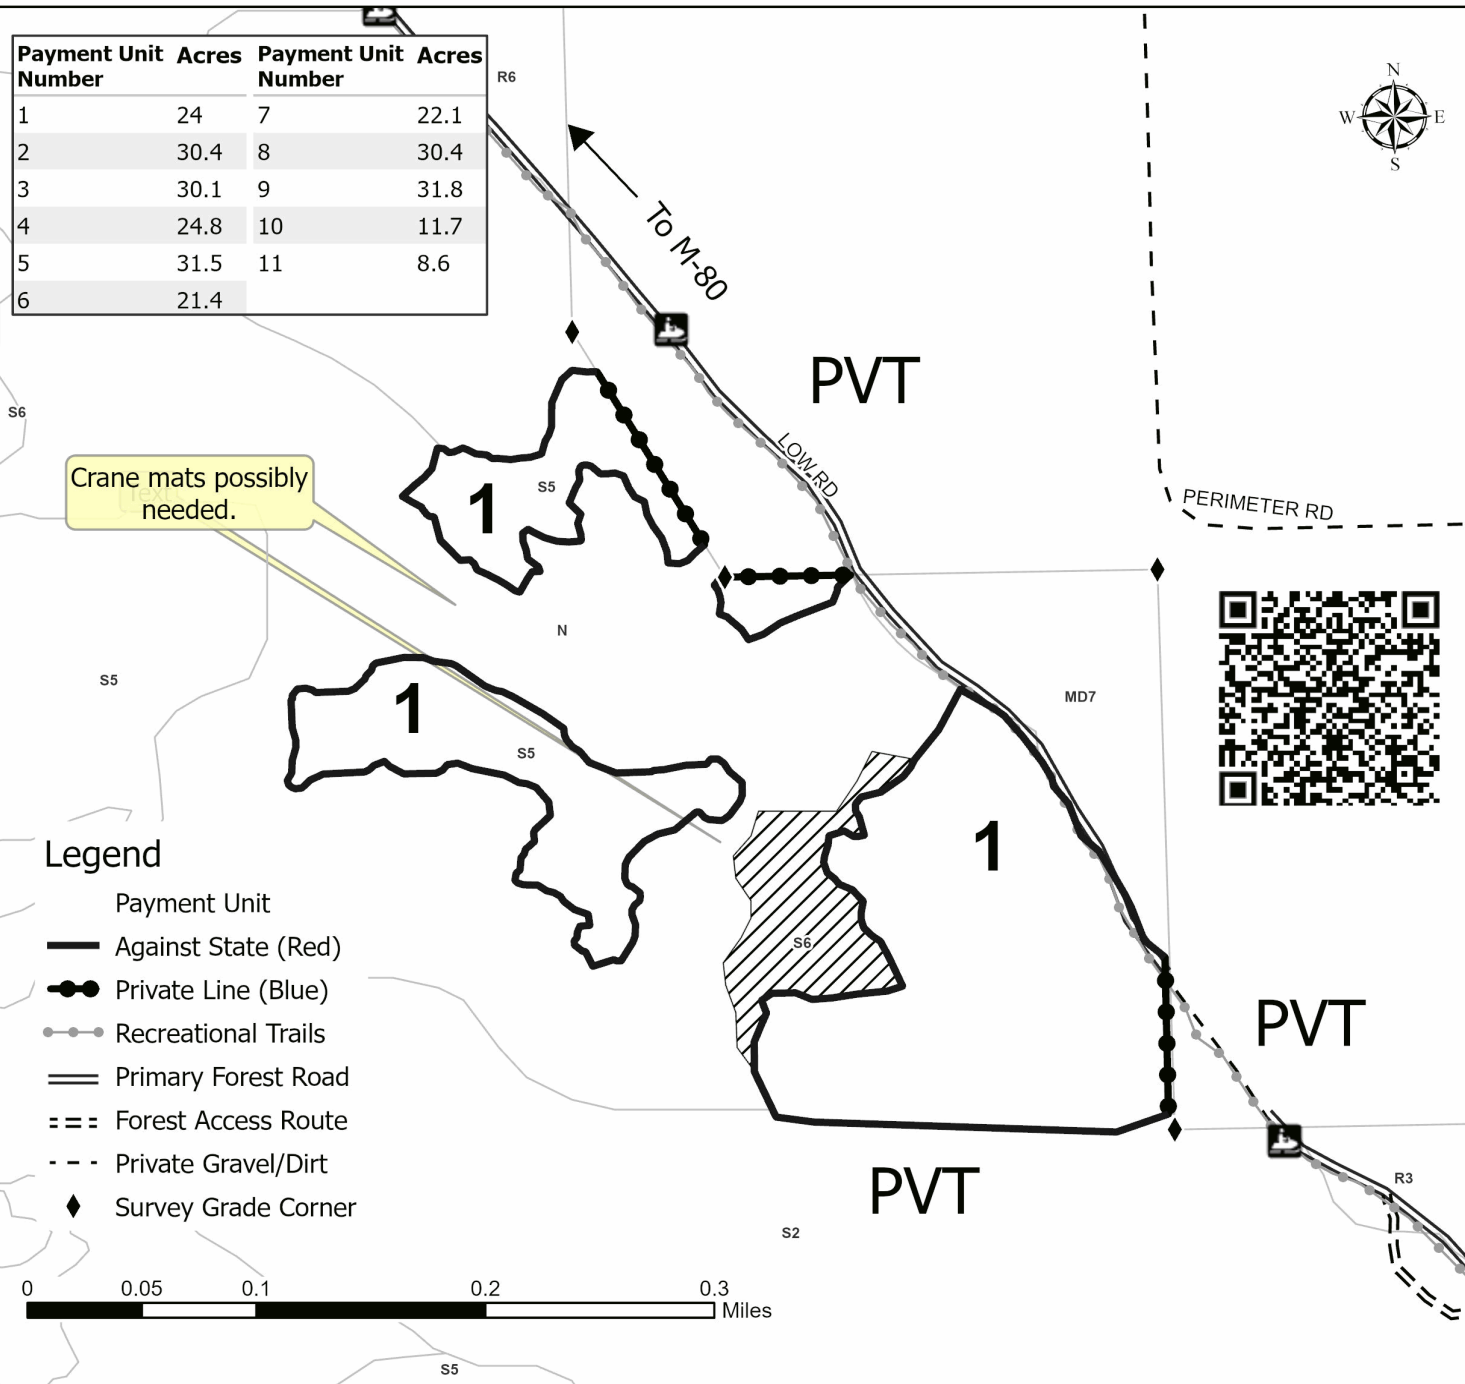 Payment Unit Number Acres Payment Unit Number Acres
1 24 7 22.1
2 30.4 8 30.4
3 30.1 9 31.8
4 24.8 10 11.7
5 31.5 11 8.6
6 21.4
R6
N
W E
S
To M-80
PVT
S6
LOW RD
Crane mats possibly
needed.
Text
S5
1
PERIMETER RD
N
S5
MD7
1
S5
1
Legend
Payment Unit
Against State (Red)
Private Line (Blue)
Recreational Trails
Primary Forest Road
Forest Access Route
Private Gravel/Dirt
Survey Grade Corner
S6
PVT
PVT
R3
S2
0 0.05 0.1 0.2 0.3
Miles
S5